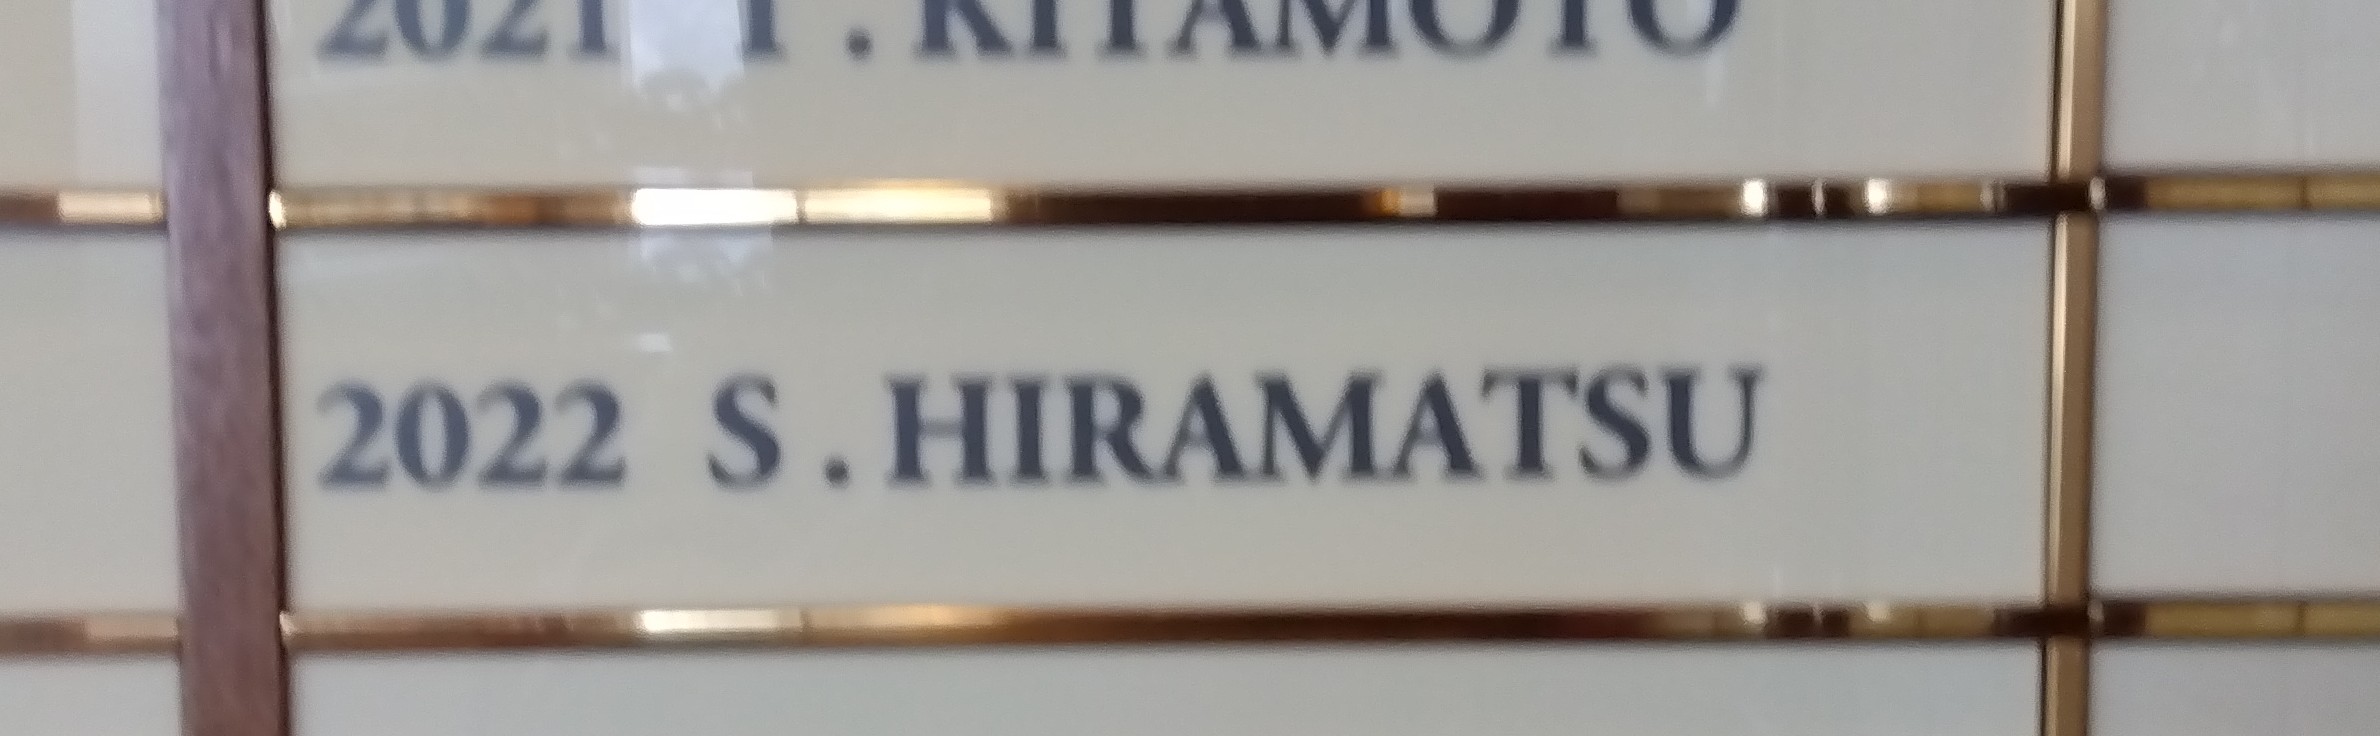 2021 T. KITAMOTO
2022 S. HIRAMATSU